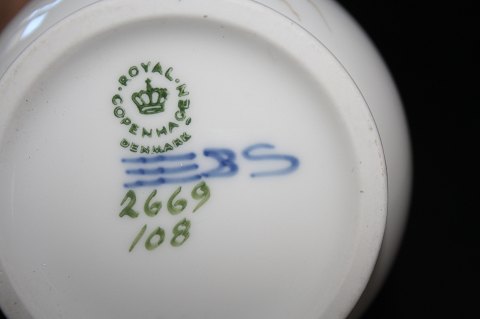 ROYAL COPENHAGEN
DENMARK
BS
2669
108